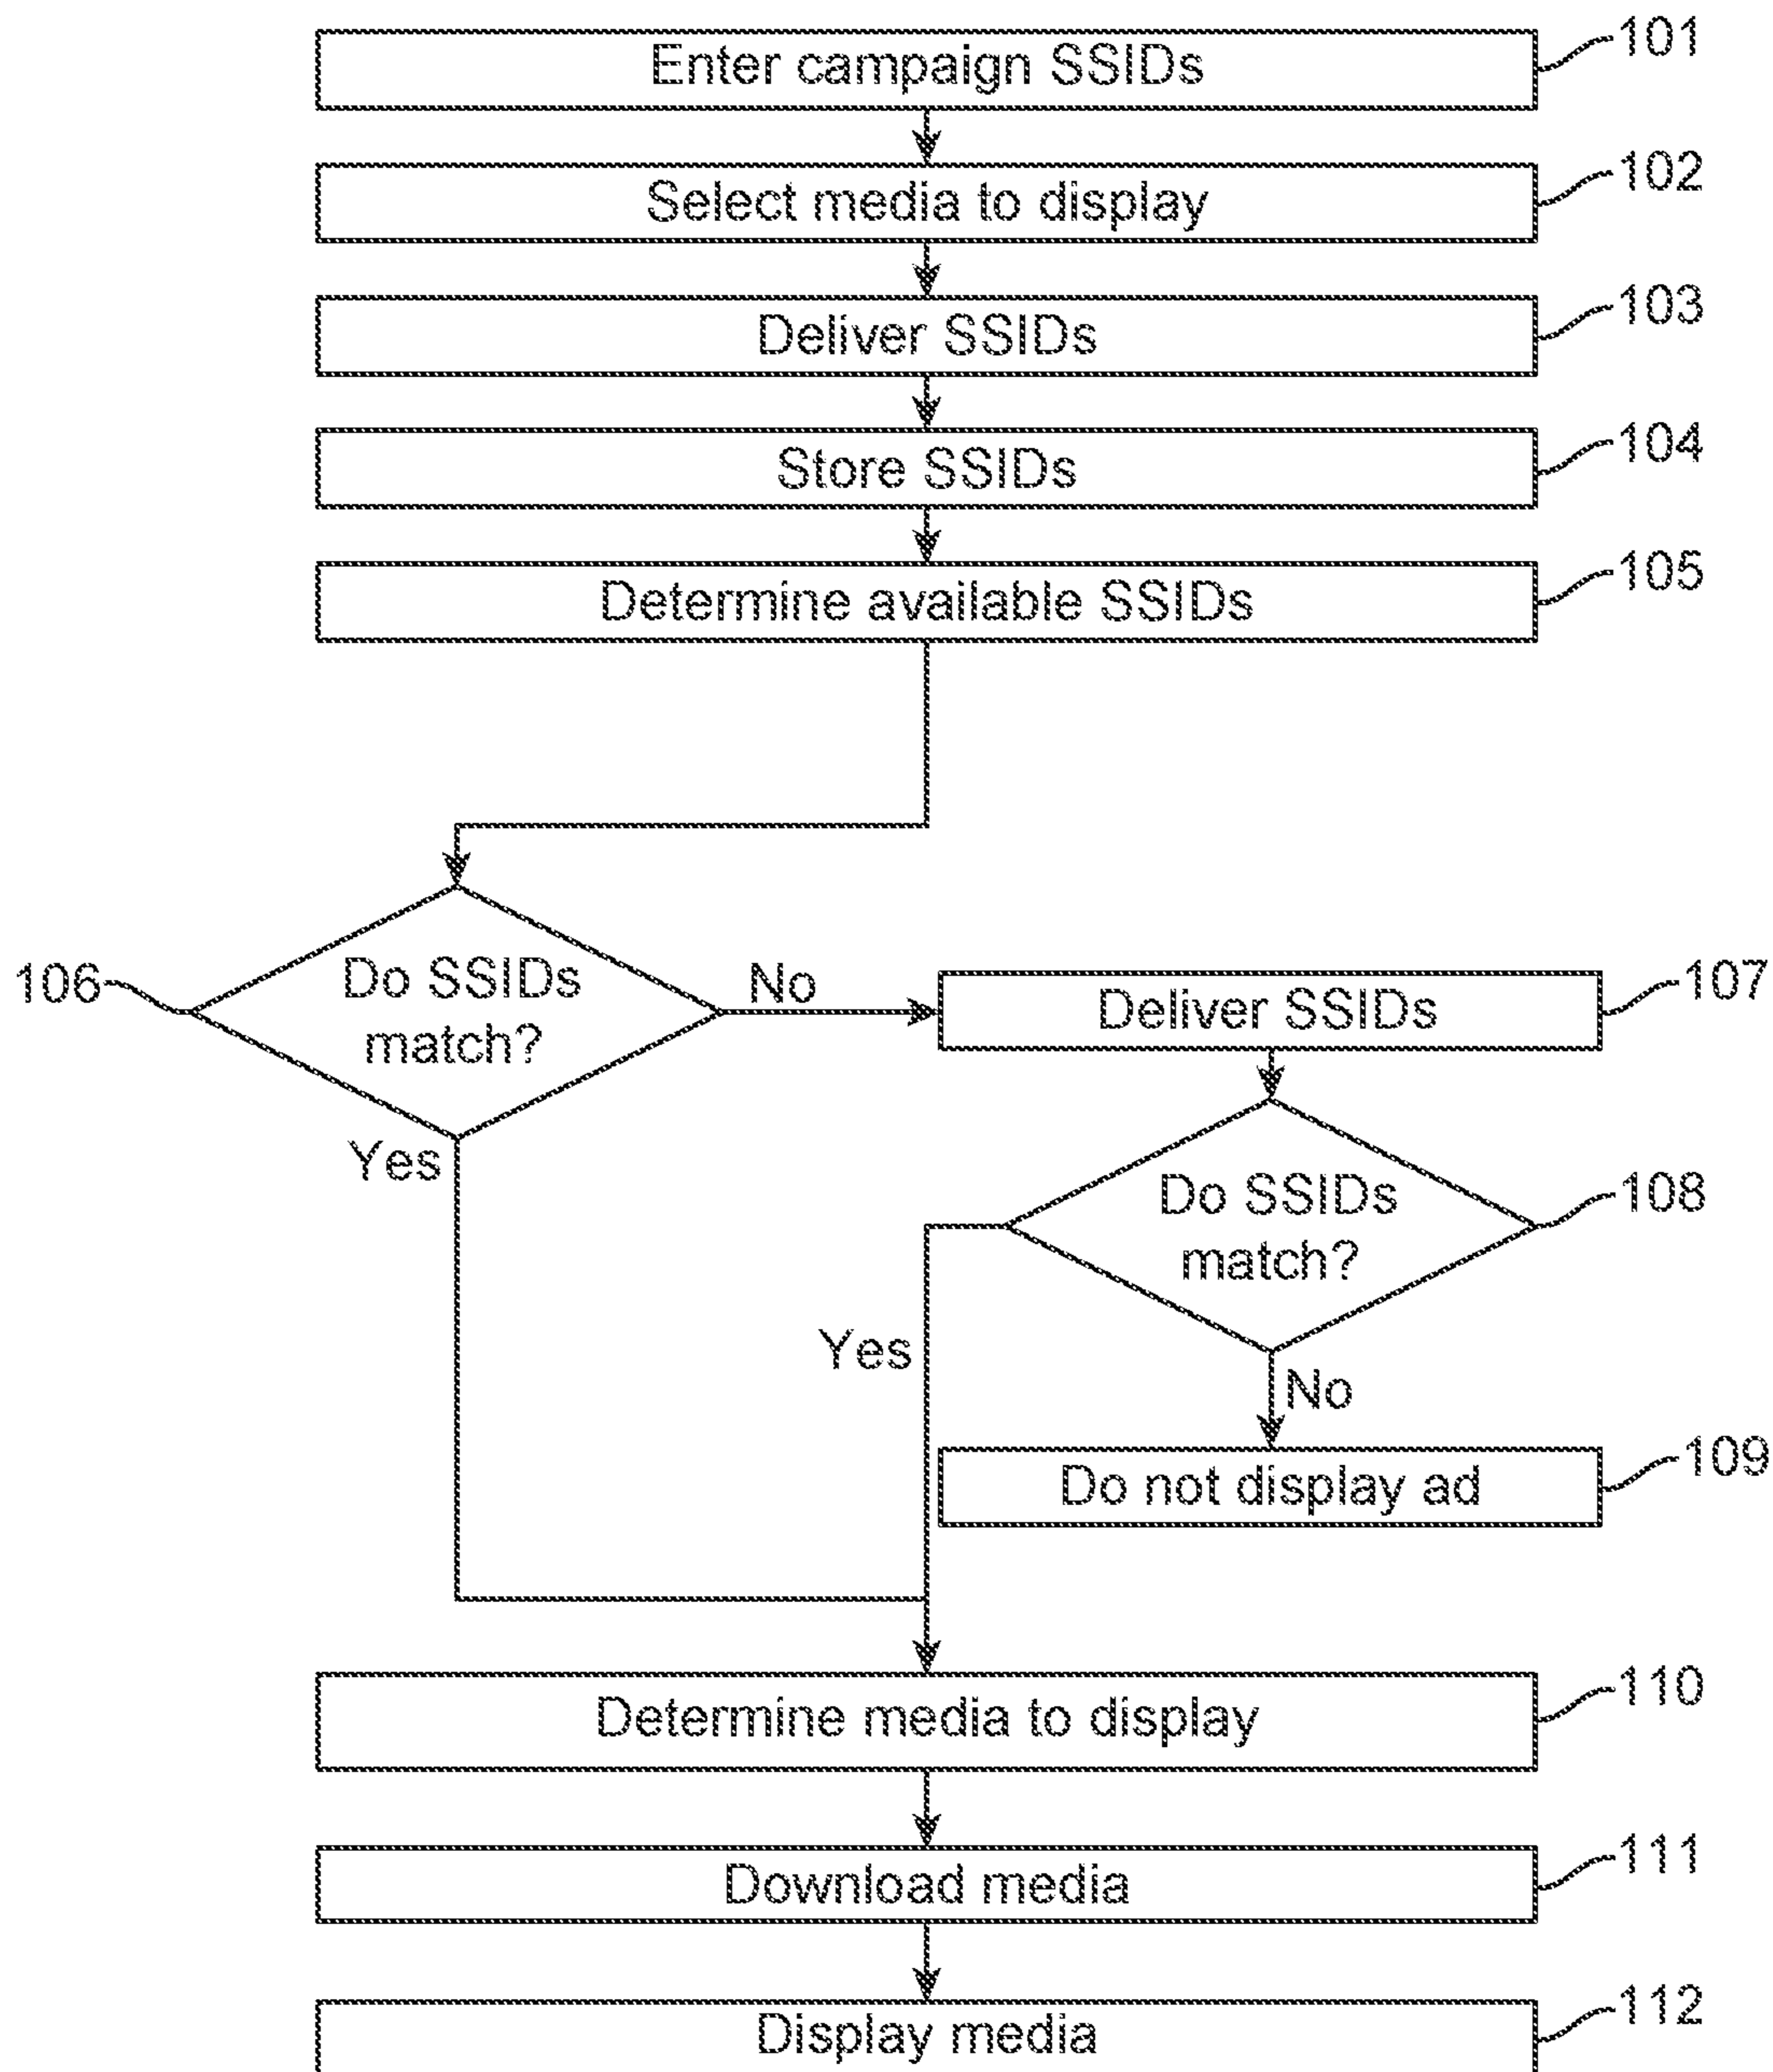 Enter campaign SSIDs
101
Select media to display
102
Deliver SSIDs
103
Store SSIDs
104
Determine available SSIDs
105
106
Do SSIDs
match?
No
Yes
Deliver SSIDs
107
Do SSIDs
match?
108
Yes
No
Do not display ad
109
Determine media to display
110
Download media
111
Display media
112